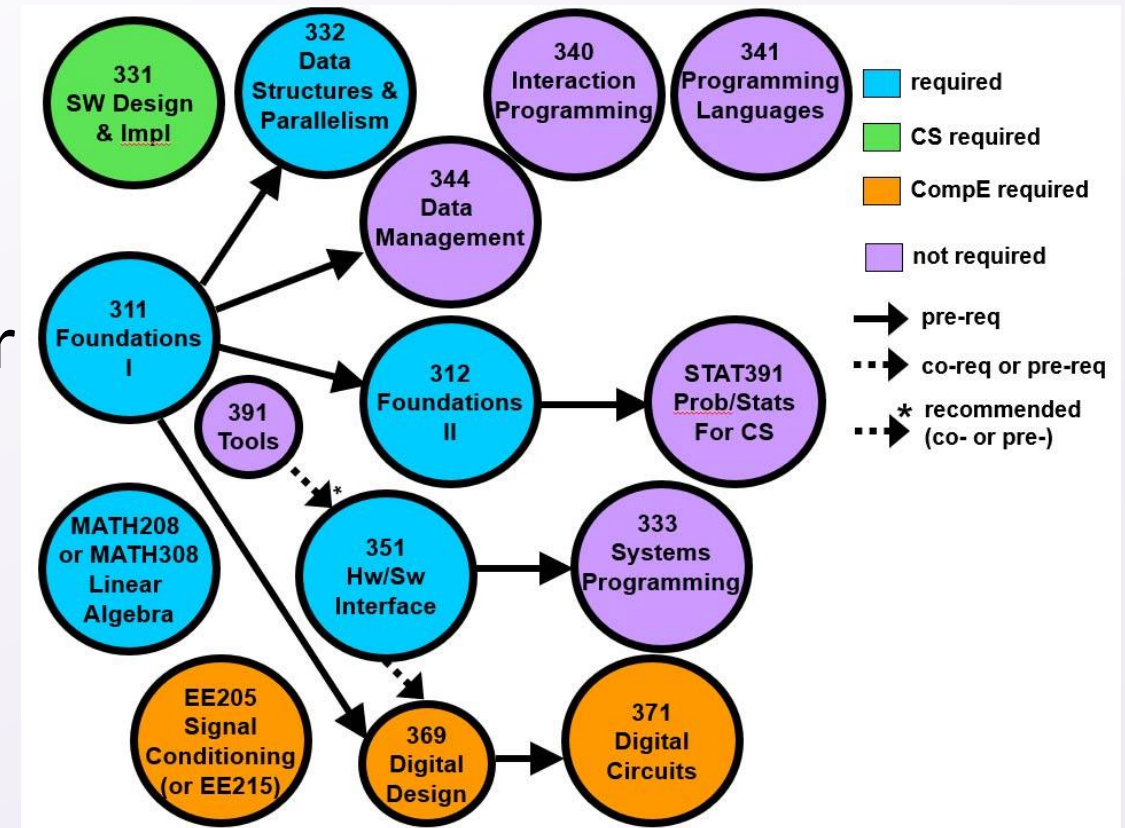 331
SW Design
& Impl
332
Data
Structures &
Parallelism
340
Interaction
Programming
341
Programming
Languages
344
Data
Management
311
Foundations
I
r
391
Tools
312
Foundations
II
STAT391
Prob/Stats
For CS
MATH208
or MATH308
Linear
Algebra
*
351
Hw/Sw
Interface
333
Systems
Programming
EE205
Signal
Conditioning
(or EE215)
369
Digital
Design
371
Digital
Circuits
required
CS required
CompE required
not required
pre-req
co-req or pre-req
* recommended
(co- or pre-)